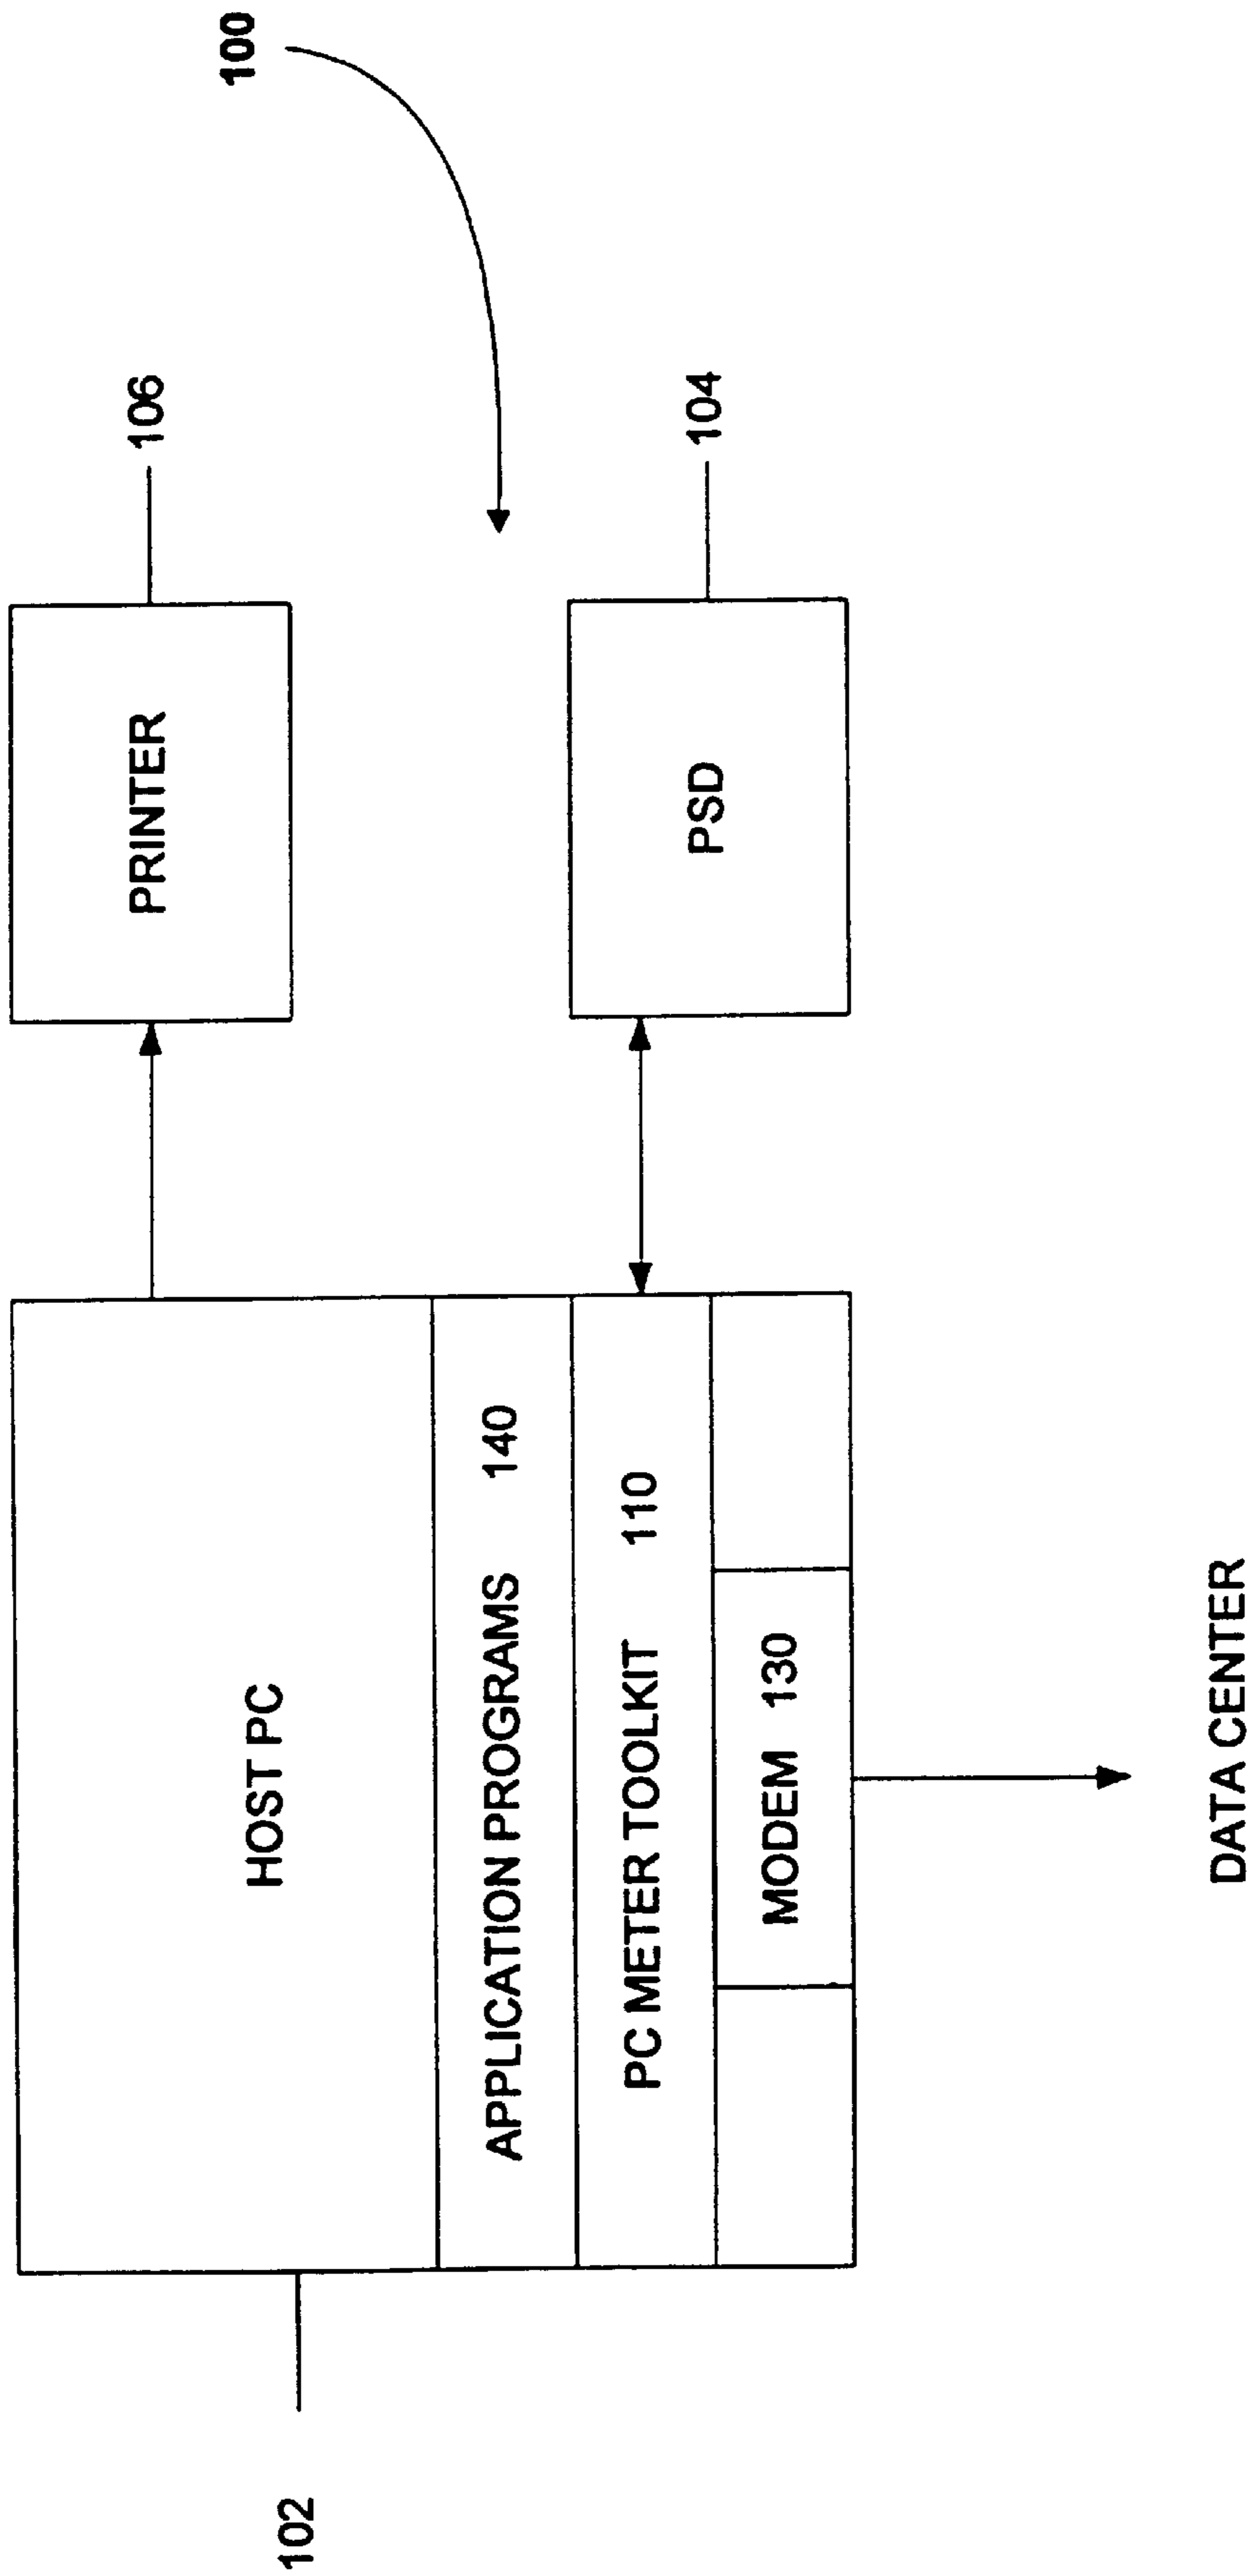 100
106
PRINTER
104
PSD
HOST PC
APPLICATION PROGRAMS 140
PC METER TOOLKIT 110
MODEM 130
102
DATA CENTER